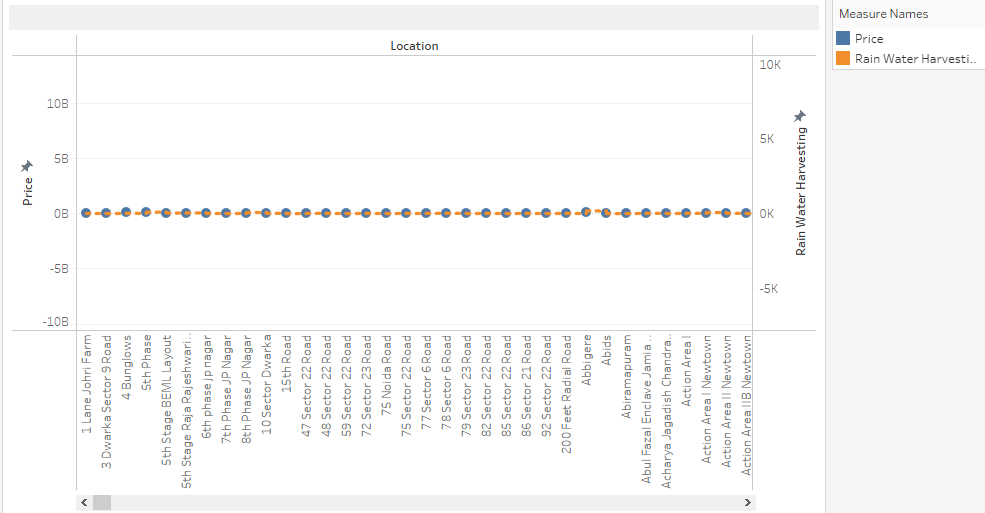 Measure Names
Price
Rain Water Harvesti..
Location
10B
5B
0B
-5B
-10B
Price
10K
5K
0K
-5K
Rain Water Harvesting
1 Lane Johri Farm
3 Dwarka Sector 9 Road
4 Bunglows
5th Phase
5th Stage BEML Layout
5th Stage Raja Rajeshwari...
6th phase jp nagar
7th Phase JP Nagar
8th Phase JP Nagar
10 Sector Dwarka
15th Road
47 Sector 22 Road
48 Sector 22 Road
59 Sector 22 Road
72 Sector 23 Road
75 Noida Road
75 Sector 22 Road
77 Sector 6 Road
78 Sector 6 Road
79 Sector 23 Road
82 Sector 22 Road
85 Sector 22 Road
86 Sector 21 Road
92 Sector 22 Road
200 Feet Radial Road
Abbigere
Abids
Abiramapuram
Abul Fazal Enclave Jamia...
Acharya Jagadish Chandra..
Action Area I
Action Area I Newtown
Action Area II Newtown
Action Area IIB Newtown